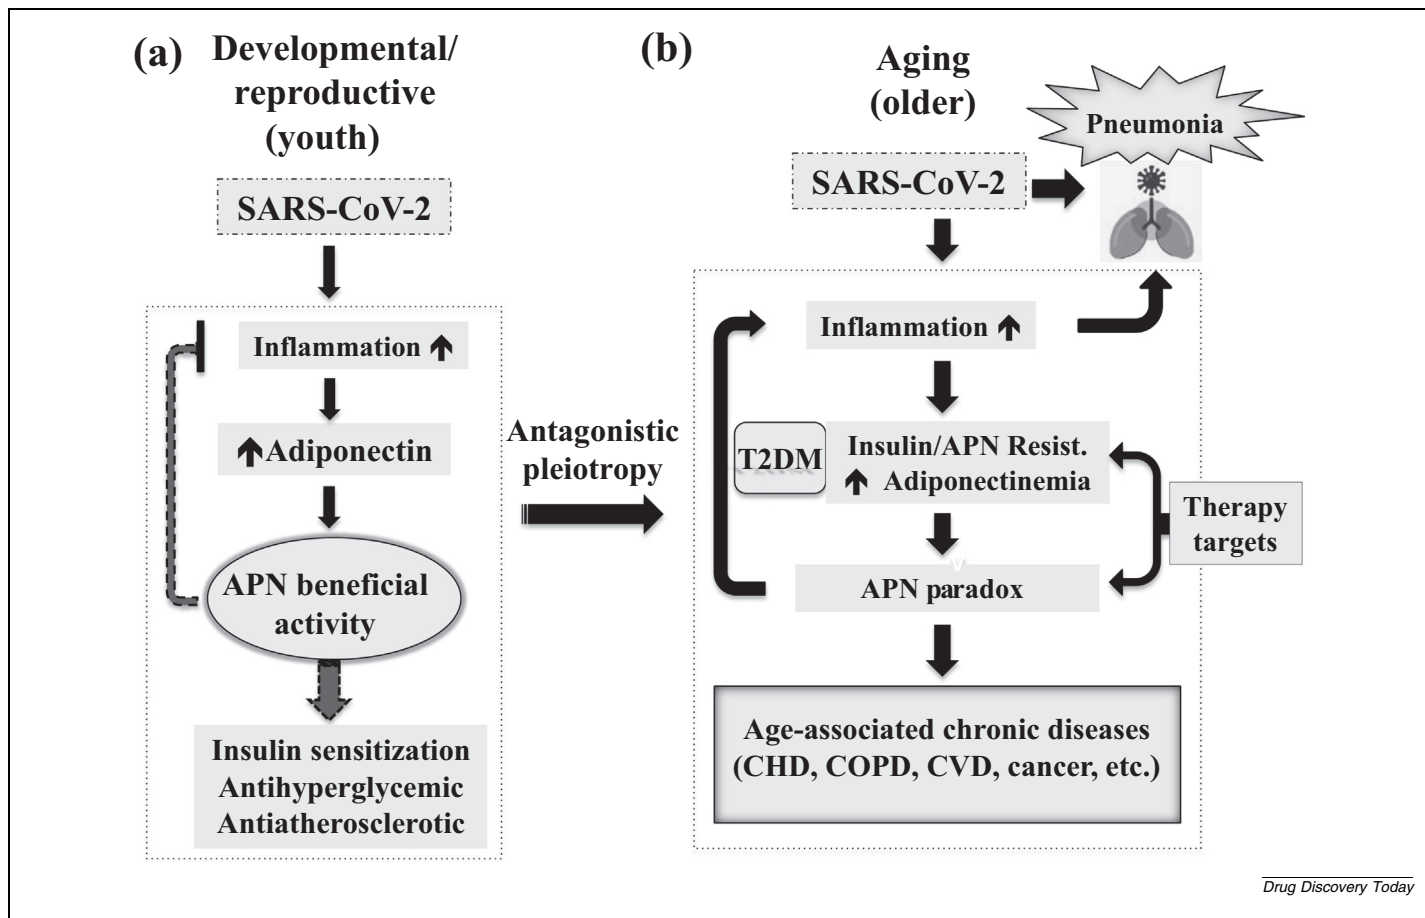 (a)
Developmental/
reproductive
(youth)
SARS-CoV-2
Inflammation
Adiponectin
APN beneficial
activity
Insulin sensitization
Antihyperglycemic
Antiatherosclerotic
Antagonistic
pleiotropy
(b)
Aging
(older)
Pneumonia
SARS-CoV-2
Inflammation
T2DM
Insulin/APN Resist.
Adiponectinemia
Therapy
targets
APN paradox
Age-associated chronic diseases
(CHD, COPD, CVD, cancer, etc.)
Drug Discovery Today